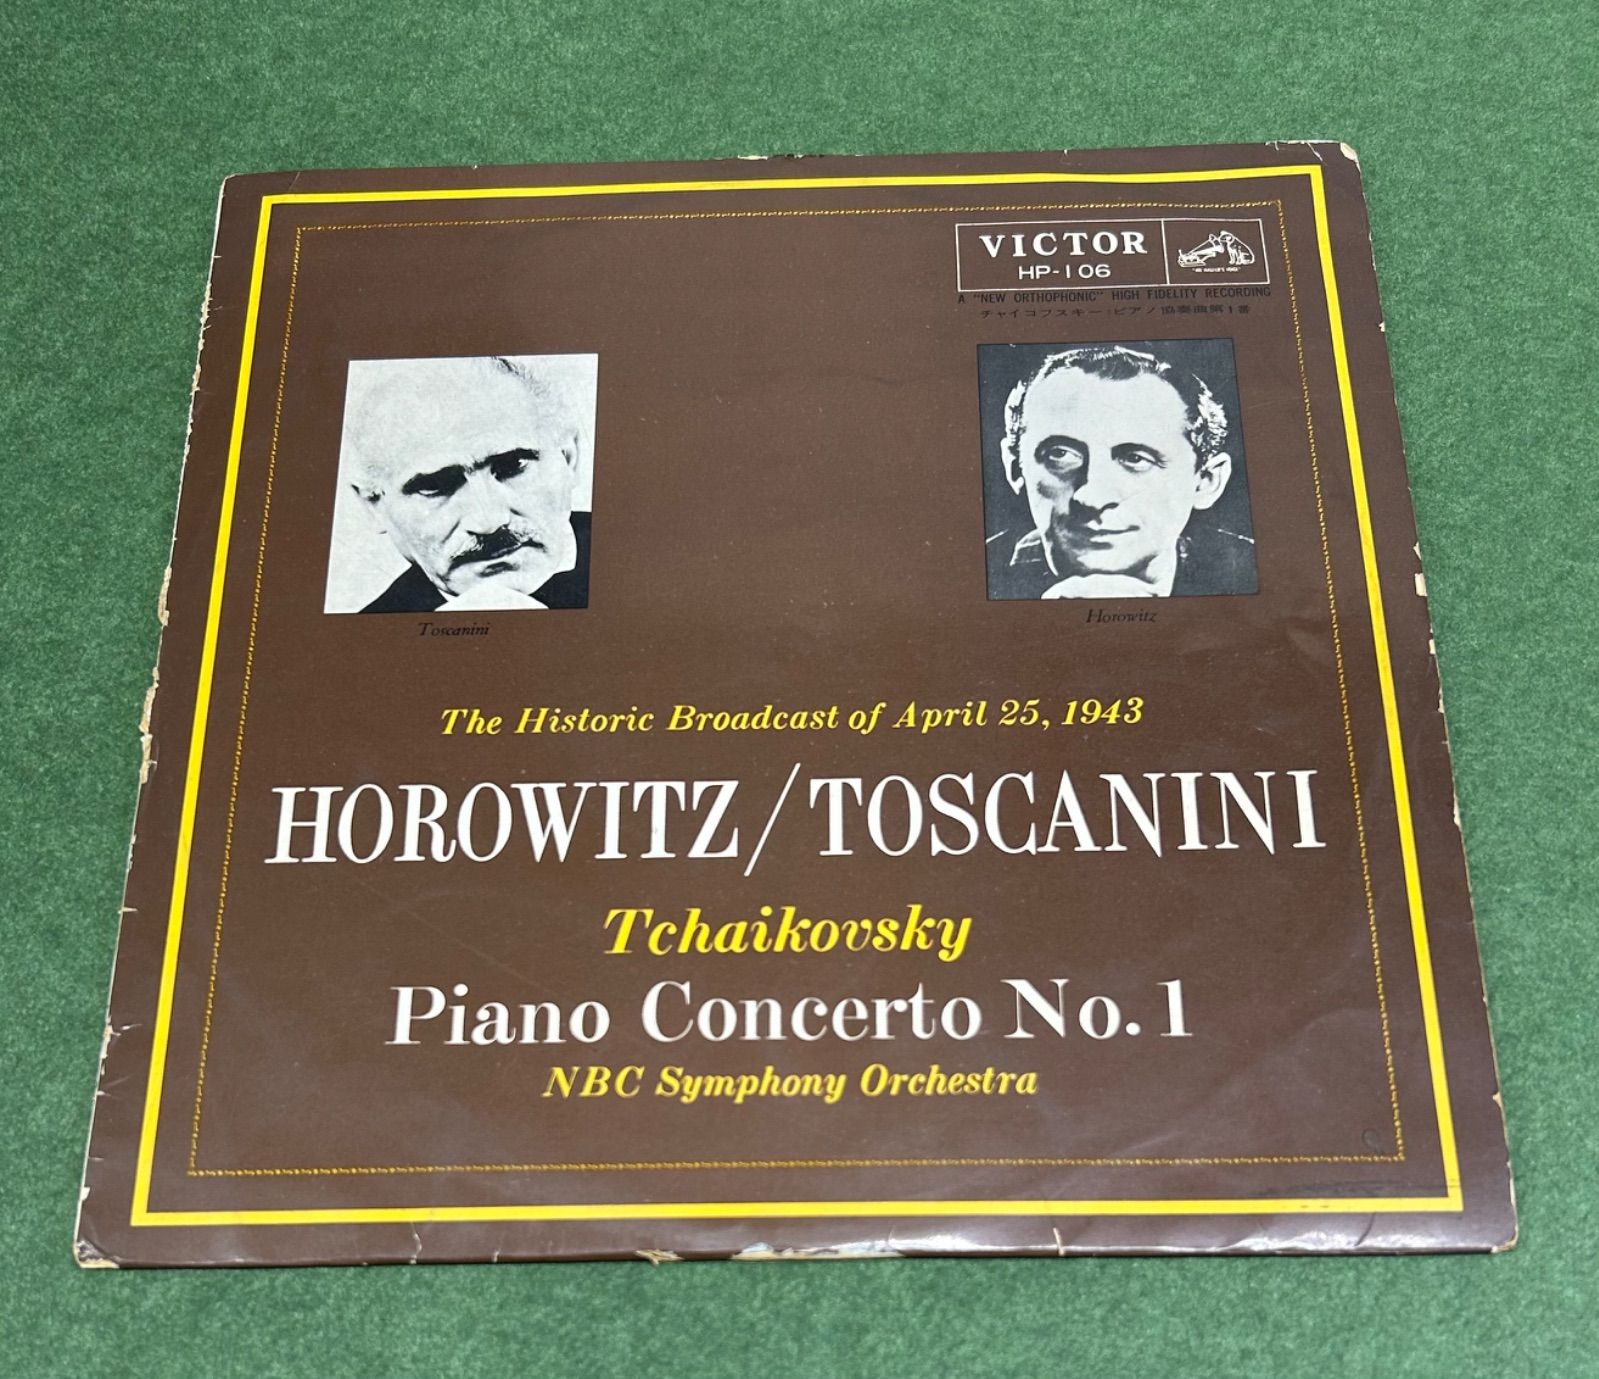 VICTOR
HP-106
A "NEW ORTHOPHONIC" HIGH FIDELITY RECORDING
チャイコフスキー：ピアノ協奏曲第1番
Toscanini
Horowitz
The Historic Broadcast of April 25, 1943
HOROWITZ/TOSCANINI
Tchaikovsky
Piano Concerto No. 1
NBC Symphony Orchestra